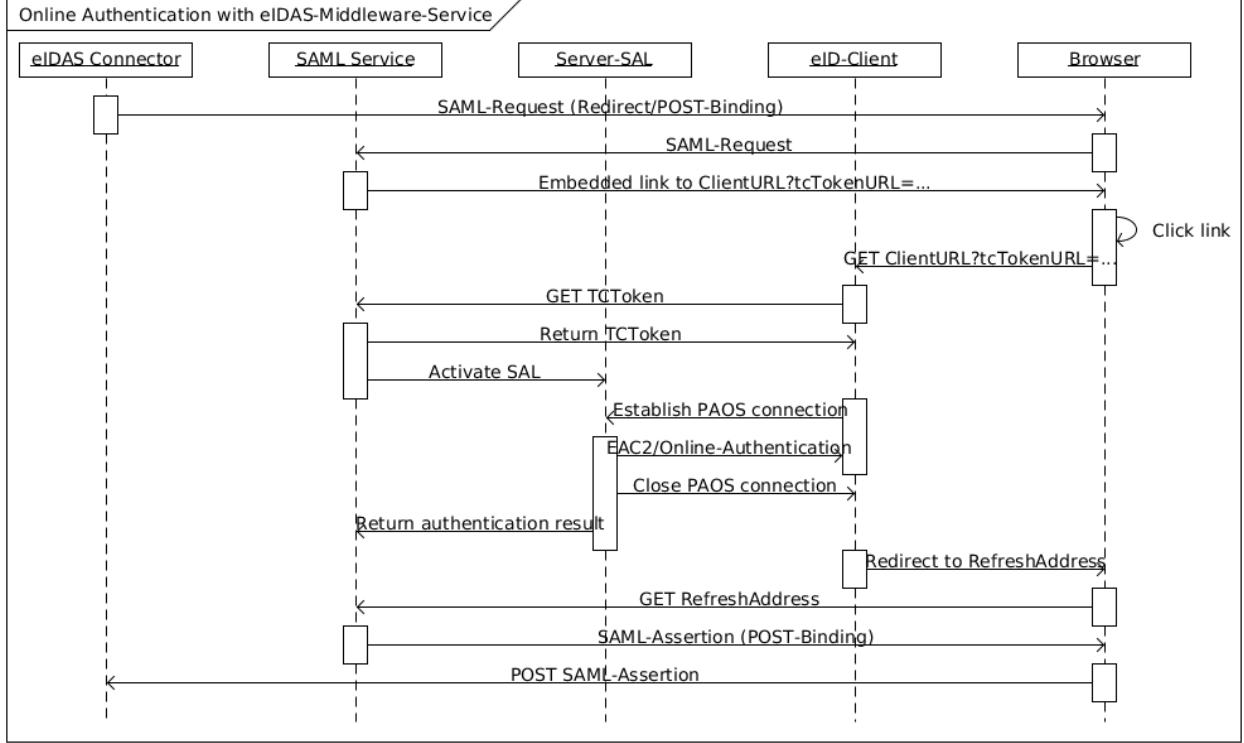 Online Authentication with eIDAS-Middleware-Service
eIDAS Connector
SAML Service
Server-SAL
eID-Client
Browser
SAML-Request (Redirect/POST-Binding)
SAML-Request
Embedded link to ClientURL?tcTokenURL=...
Click link
GET ClientURL?tcTokenURL=...
GET TCToken
Return TCToken
Activate SAL
Establish PAOS connection
EAC2/Online-Authentication
Close PAOS connection
Return authentication result
Redirect to RefreshAddress
GET RefreshAddress
SAML-Assertion (POST-Binding)
POST SAML-Assertion